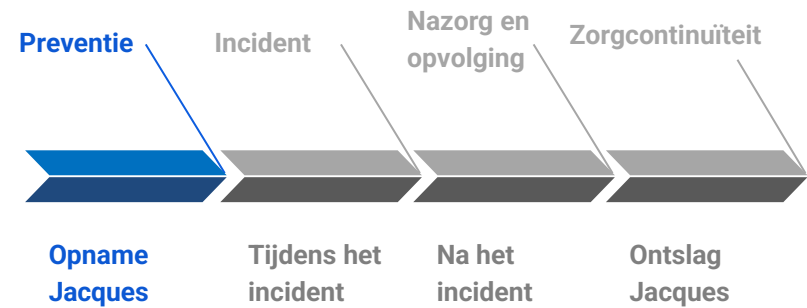 Preventie
Incident
Nazorg en
opvolging
Zorgcontinuïteit
Opname
Jacques
Tijdens het
incident
Na het
incident
Ontslag
Jacques